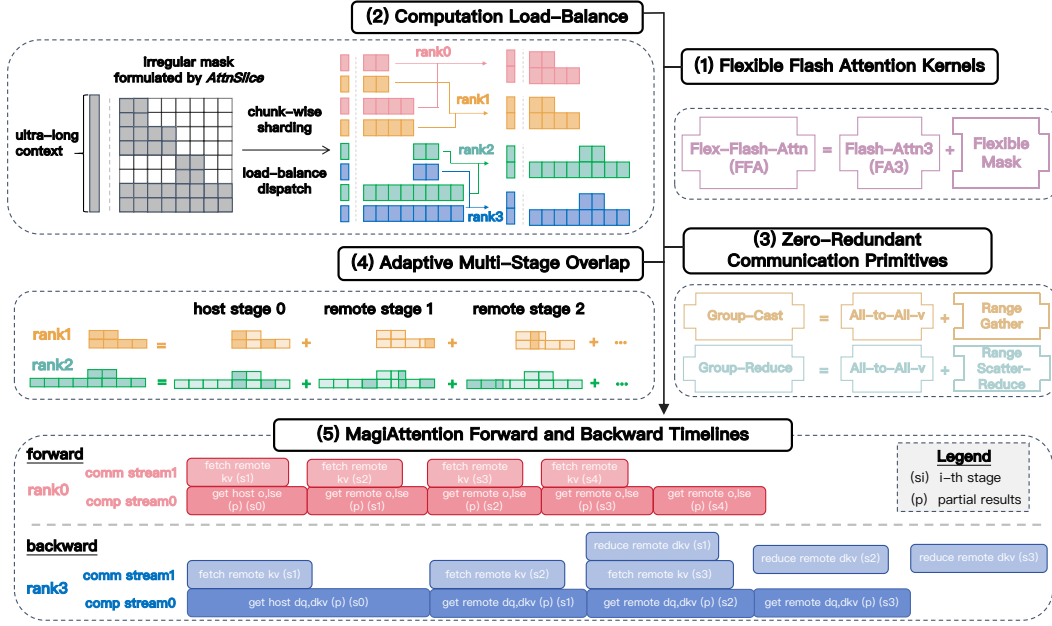 (2) Computation Load-Balance
Irregular mask
formulated by AttnSlice
ultra-long
context
chunk-wise
sharding
load-balance
dispatch
rank0
rank1
rank2
rank3
(1) Flexible Flash Attention Kernels
Flex-Flash-Attn
(FFA)
=
Flash-Attn3
(FA3)
+
Flexible
Mask
(3) Zero-Redundant
Communication Primitives
Group-Cast
=
All-to-All-v
+
Range
Gather
Group-Reduce
=
All-to-All-v
+
Range
Scatter-
Reduce
(4) Adaptive Multi-Stage Overlap
host stage 0
remote stage 1
remote stage 2
rank1
= + + + ...
rank2
= + + + ...
(5) MagiAttention Forward and Backward Timelines
forward
rank0
comm stream1
fetch remote
kv (s1)
fetch remote
kv (s2)
fetch remote
kv (s3)
fetch remote
kv (s4)
comp stream0
get host o,lse
(p) (s0)
get remote o,lse
(p) (s1)
get remote o,lse
(p) (s2)
get remote o,lse
(p) (s3)
get remote o,lse
(p) (s4)
Legend
(si) i-th stage
(p) partial results
backward
rank3
reduce remote dkv (s1)
reduce remote dkv (s2)
reduce remote dkv (s3)
comm stream1
fetch remote kv (s1)
fetch remote kv (s2)
fetch remote kv (s3)
comp stream0
get host dq,dkv (p) (s0)
get remote dq,dkv (p) (s1)
get remote dq,dkv (p) (s2)
get remote dq,dkv (p) (s3)